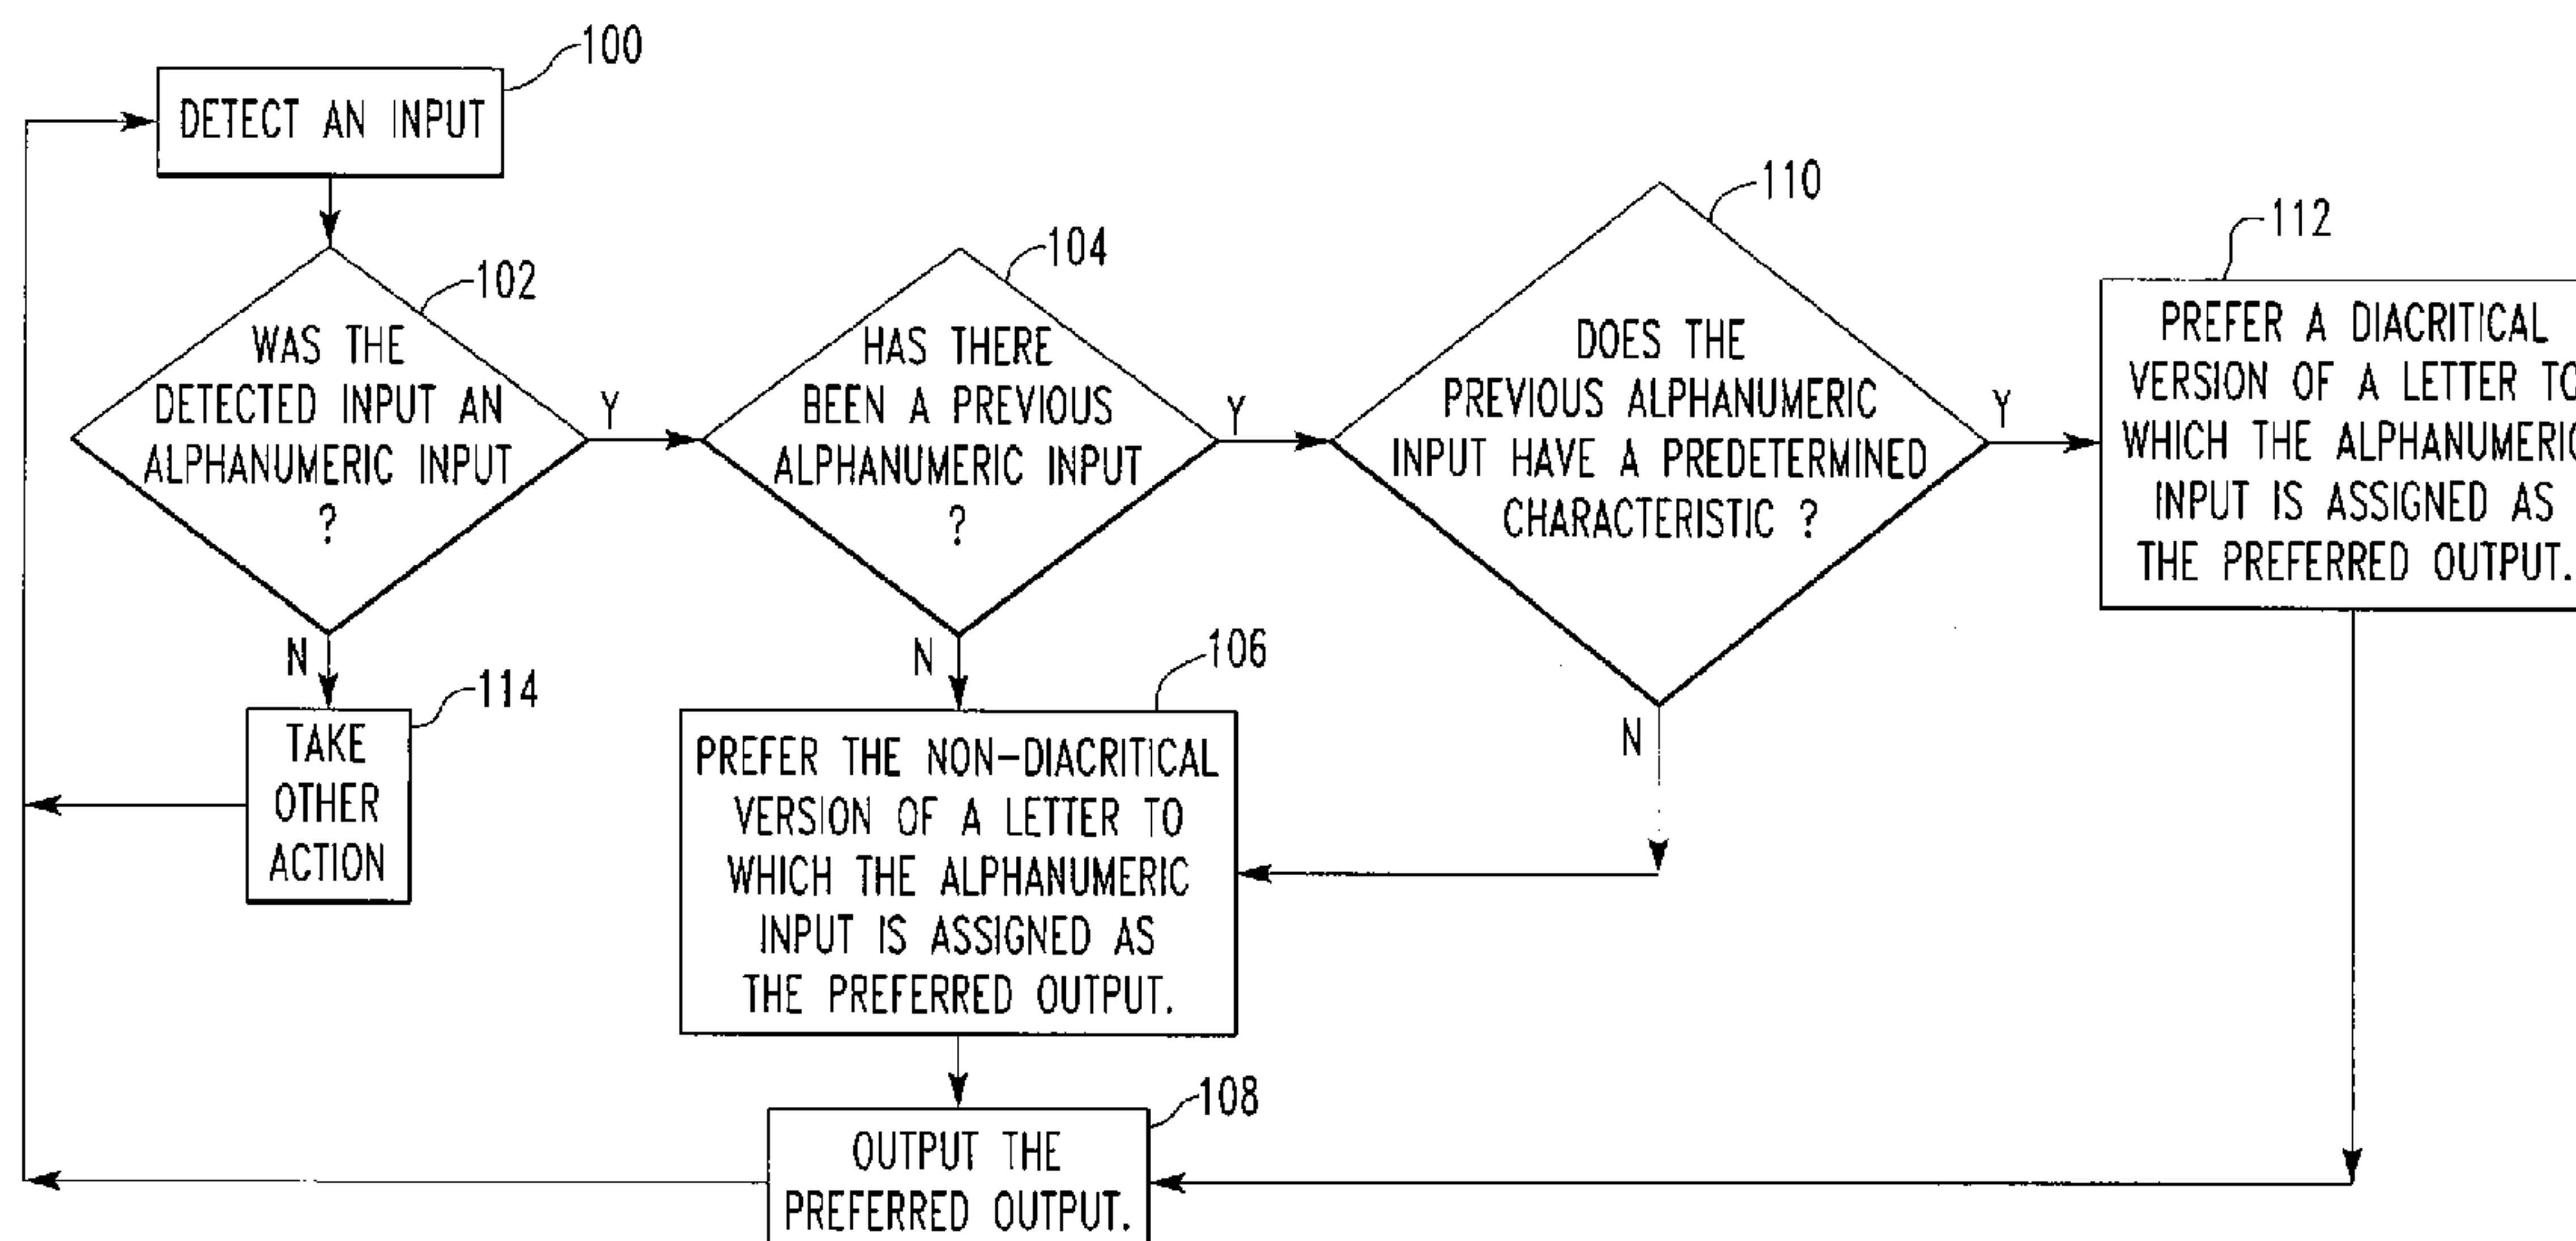 100
DETECT AN INPUT
102
WAS THE
DETECTED INPUT AN
ALPHANUMERIC INPUT
?
Y
N
114
TAKE
OTHER
ACTION
104
HAS THERE
BEEN A PREVIOUS
ALPHANUMERIC INPUT
?
Y
N
106
PREFER THE NON-DIACRITICAL
VERSION OF A LETTER TO
WHICH THE ALPHANUMERIC
INPUT IS ASSIGNED AS
THE PREFERRED OUTPUT.
108
OUTPUT THE
PREFERRED OUTPUT.
110
DOES THE
PREVIOUS ALPHANUMERIC
INPUT HAVE A PREDETERMINED
CHARACTERISTIC ?
Y
N
112
PREFER A DIACRITICAL
VERSION OF A LETTER TO
WHICH THE ALPHANUMERIC
INPUT IS ASSIGNED AS
THE PREFERRED OUTPUT.